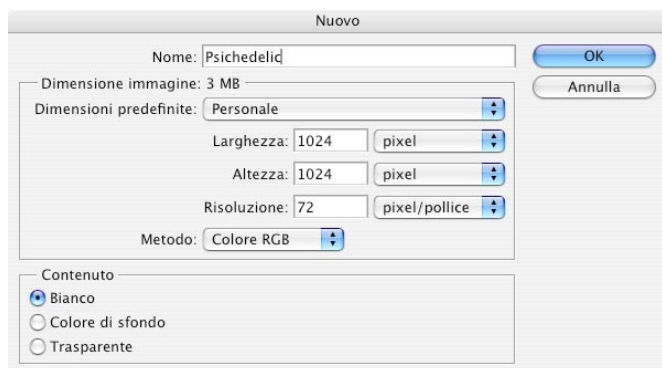 Nuovo
Nome: Psichedelic
OK
Annulla
Dimensione immagine: 3 MB
Dimensioni predefinite: Personale
Larghezza: 1024 pixel
Altezza: 1024 pixel
Risoluzione: 72 pixel/pollice
Metodo: Colore RGB
Contenuto
Bianco
Colore di sfondo
Trasparente